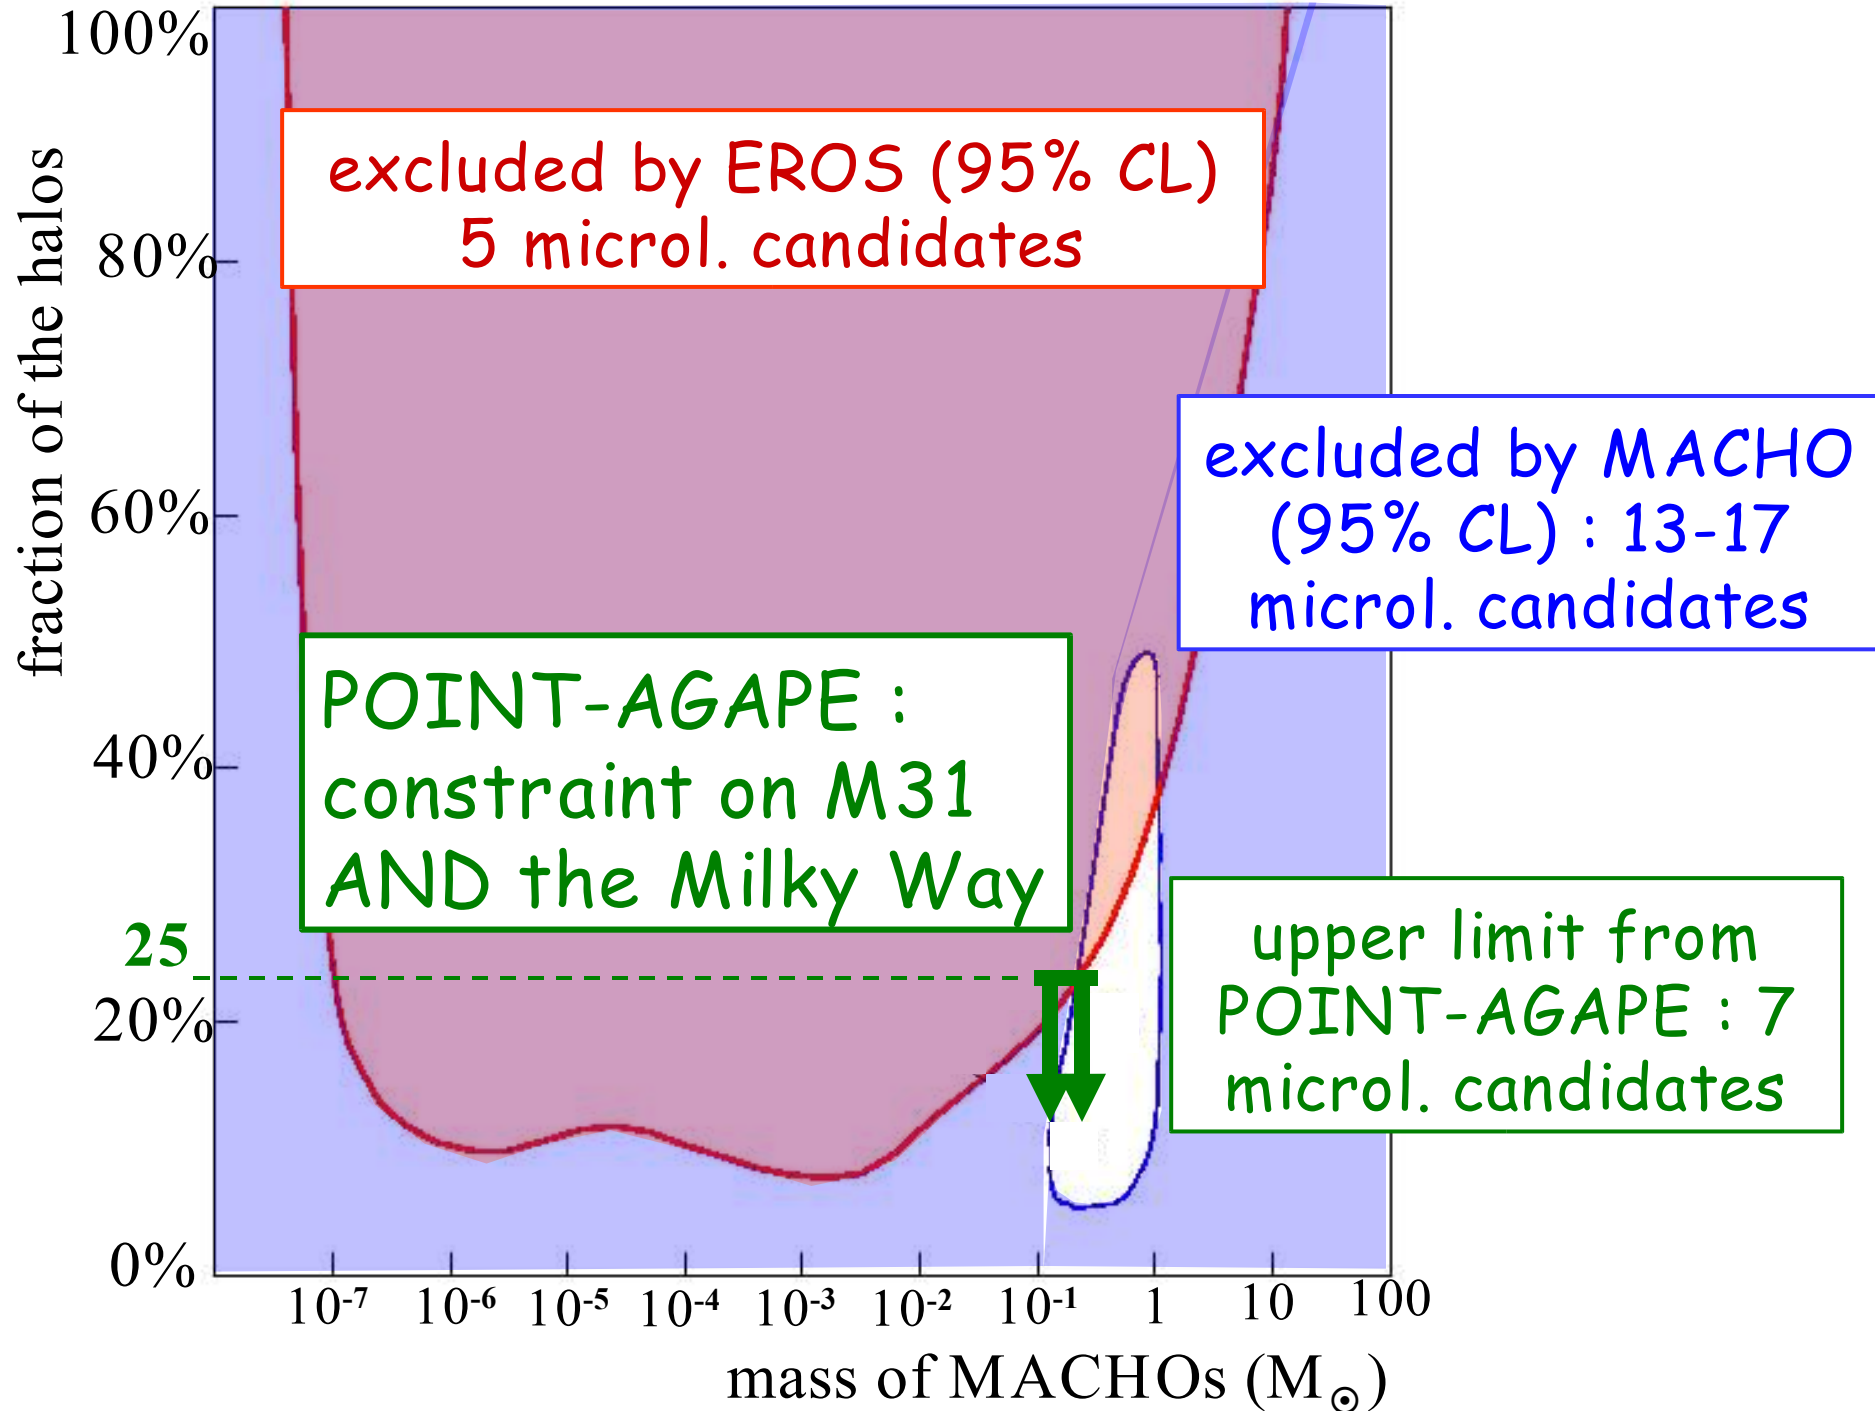 100%
80%
60%
40%
25
20%
0%
fraction of the halos
excluded by EROS (95% CL)
5 microl. candidates
excluded by MACHO
(95% CL) : 13-17
microl. candidates
POINT-AGAPE :
constraint on M31
AND the Milky Way
upper limit from
POINT-AGAPE : 7
microl. candidates
10⁻⁷ 10⁻⁶ 10⁻⁵ 10⁻⁴ 10⁻³ 10⁻² 10⁻¹ 1 10 100
mass of MACHOs (M☉)